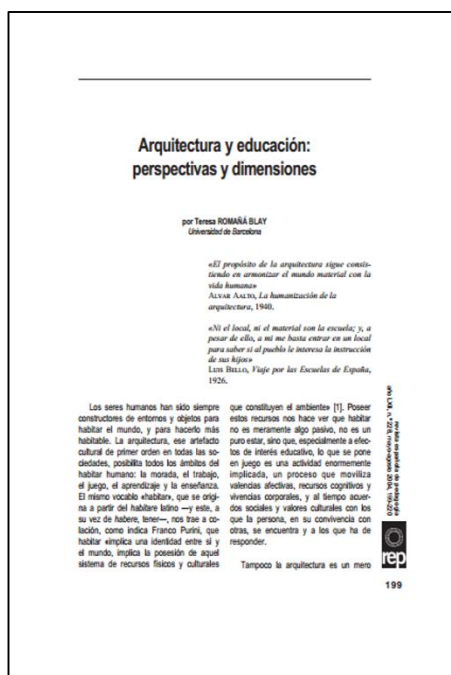 Arquitectura y educación:
perspectivas y dimensiones
por Teresa ROMAÑÁ BLAY
Universidad de Barcelona
«El propósito de la arquitectura sigue consis-
tiendo en armonizar el mundo material con la
vida humana»
ALVAR AALTO, La humanización de la
arquitectura, 1940.
«Ni el local, ni el material son la escuela; y, a
pesar de ello, a mi me basta entrar en un local
para saber si al pueblo le interesa la instrucción
de sus hijos»
LUIS BELLO, Viaje por las Escuelas de España,
1926.
Los seres humanos han sido siempre
constructores de entornos y objetos para
habitar el mundo, y para hacerlo más
habitable. La arquitectura, ese artefacto
cultural de primer orden en todas las so-
ciedades, posibilita todos los ámbitos del
habitar humano: la morada, el trabajo,
el juego, el aprendizaje y la enseñanza.
El mismo vocablo «habitar», que se origi-
na a partir del habitare latino —y este, a
su vez de habere, tener—, nos trae a co-
lación, como indica Franco Purini, que
habitar «implica una identidad entre sí y
el mundo, implica la posesión de aquel
sistema de recursos físicos y culturales
que constituyen el ambiente» [1]. Poseer
estos recursos nos hace ver que habitar
no es meramente algo pasivo, no es un
puro estar, sino que, especialmente a efec-
tos de interés educativo, lo que se pone
en juego es una actividad enormemente
implicada, un proceso que moviliza
valencias afectivas, recursos cognitivos y
vivencias corporales, y al tiempo acuer-
dos sociales y valores culturales con los
que la persona, en su convivencia con
otras, se encuentra y a los que ha de
responder.
Tampoco la arquitectura es un mero
revista española de pedagogía
año LXII, n.º 228, mayo-agosto 2004, 199-220
rep
199